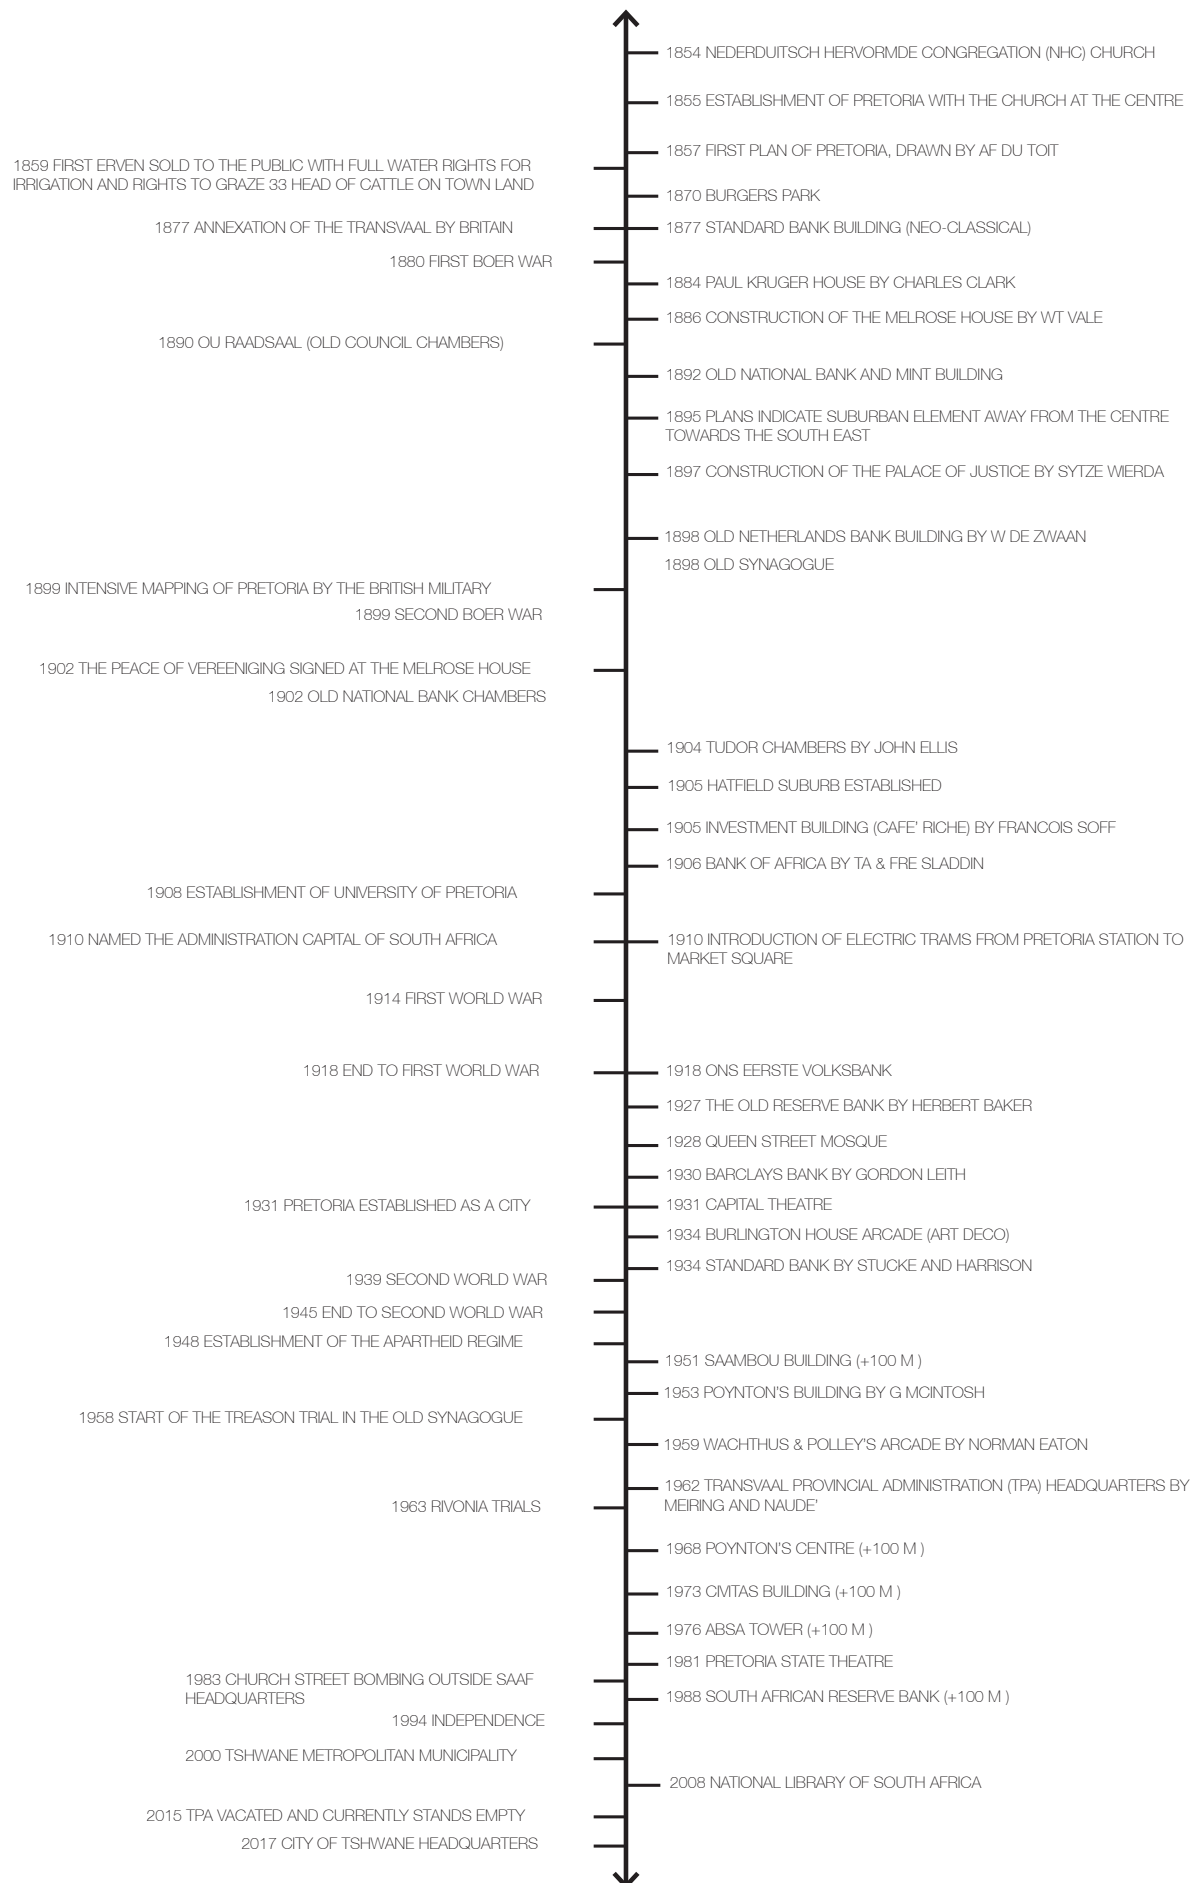 1854 NEDERDUITSCH HERVORMDE CONGREGATION (NHC) CHURCH
1855 ESTABLISHMENT OF PRETORIA WITH THE CHURCH AT THE CENTRE
1857 FIRST PLAN OF PRETORIA, DRAWN BY AF DU TOIT
1859 FIRST ERVEN SOLD TO THE PUBLIC WITH FULL WATER RIGHTS FOR
IRRIGATION AND RIGHTS TO GRAZE 33 HEAD OF CATTLE ON TOWN LAND
1870 BURGERS PARK
1877 ANNEXATION OF THE TRANSVAAL BY BRITAIN
1877 STANDARD BANK BUILDING (NEO-CLASSICAL)
1880 FIRST BOER WAR
1884 PAUL KRUGER HOUSE BY CHARLES CLARK
1886 CONSTRUCTION OF THE MELROSE HOUSE BY WT VALE
1890 OU RAADSAAL (OLD COUNCIL CHAMBERS)
1892 OLD NATIONAL BANK AND MINT BUILDING
1895 PLANS INDICATE SUBURBAN ELEMENT AWAY FROM THE CENTRE
TOWARDS THE SOUTH EAST
1897 CONSTRUCTION OF THE PALACE OF JUSTICE BY SYTZE WIERDA
1898 OLD NETHERLANDS BANK BUILDING BY W DE ZWAAN
1898 OLD SYNAGOGUE
1899 INTENSIVE MAPPING OF PRETORIA BY THE BRITISH MILITARY
1899 SECOND BOER WAR
1902 THE PEACE OF VEREENIGING SIGNED AT THE MELROSE HOUSE
1902 OLD NATIONAL BANK CHAMBERS
1904 TUDOR CHAMBERS BY JOHN ELLIS
1905 HATFIELD SUBURB ESTABLISHED
1905 INVESTMENT BUILDING (CAFE' RICHE) BY FRANCOIS SOFF
1906 BANK OF AFRICA BY TA & FRE SLADDIN
1908 ESTABLISHMENT OF UNIVERSITY OF PRETORIA
1910 NAMED THE ADMINISTRATION CAPITAL OF SOUTH AFRICA
1910 INTRODUCTION OF ELECTRIC TRAMS FROM PRETORIA STATION TO
MARKET SQUARE
1914 FIRST WORLD WAR
1918 END TO FIRST WORLD WAR
1918 ONS EERSTE VOLKSBANK
1927 THE OLD RESERVE BANK BY HERBERT BAKER
1928 QUEEN STREET MOSQUE
1930 BARCLAYS BANK BY GORDON LEITH
1931 PRETORIA ESTABLISHED AS A CITY
1931 CAPITAL THEATRE
1934 BURLINGTON HOUSE ARCADE (ART DECO)
1934 STANDARD BANK BY STUCKE AND HARRISON
1939 SECOND WORLD WAR
1945 END TO SECOND WORLD WAR
1948 ESTABLISHMENT OF THE APARTHEID REGIME
1951 SAAMBOU BUILDING (+100 M )
1953 POYNTON'S BUILDING BY G MCINTOSH
1958 START OF THE TREASON TRIAL IN THE OLD SYNAGOGUE
1959 WACHTHUS & POLLEY'S ARCADE BY NORMAN EATON
1962 TRANSVAAL PROVINCIAL ADMINISTRATION (TPA) HEADQUARTERS BY
MEIRING AND NAUDE'
1963 RIVONIA TRIALS
1968 POYNTON'S CENTRE (+100 M )
1973 CIVITAS BUILDING (+100 M )
1976 ABSA TOWER (+100 M )
1981 PRETORIA STATE THEATRE
1983 CHURCH STREET BOMBING OUTSIDE SAAF
HEADQUARTERS
1988 SOUTH AFRICAN RESERVE BANK (+100 M )
1994 INDEPENDENCE
2000 TSHWANE METROPOLITAN MUNICIPALITY
2008 NATIONAL LIBRARY OF SOUTH AFRICA
2015 TPA VACATED AND CURRENTLY STANDS EMPTY
2017 CITY OF TSHWANE HEADQUARTERS